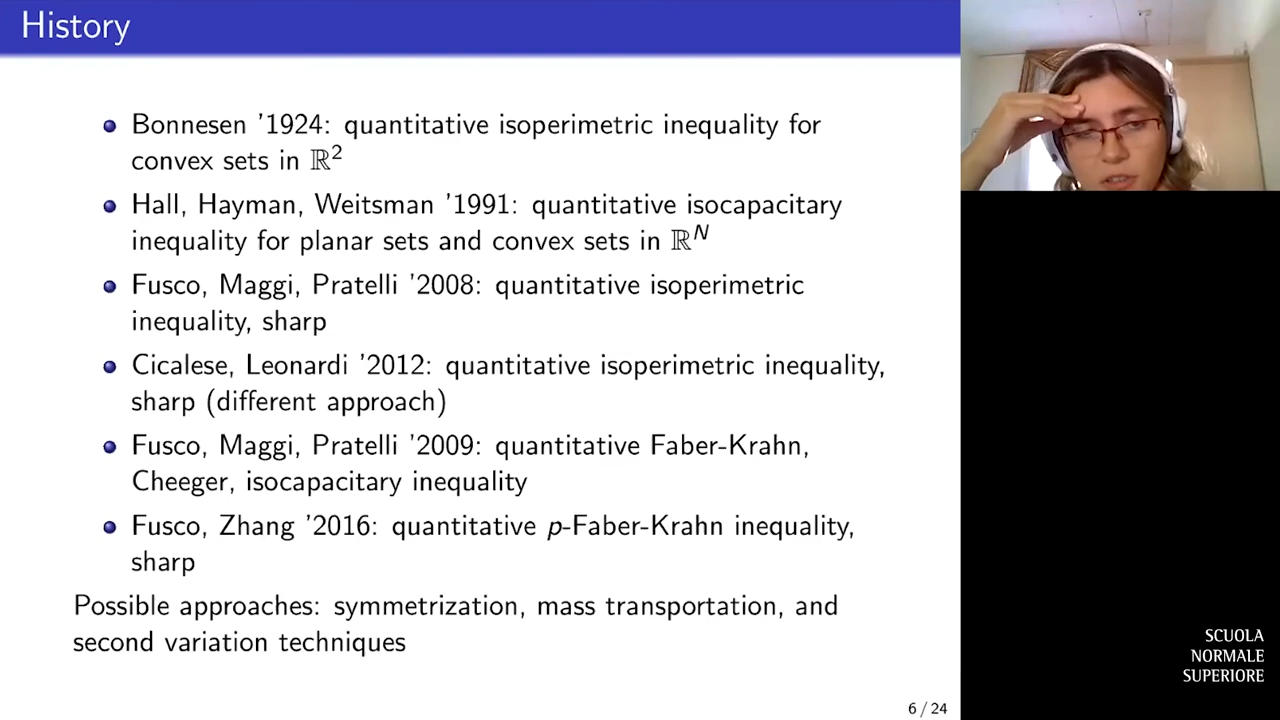 History
Bonnesen '1924: quantitative isoperimetric inequality for
convex sets in ℝ²
Hall, Hayman, Weitsman '1991: quantitative isocapacitary
inequality for planar sets and convex sets in ℝᴺ
Fusco, Maggi, Pratelli '2008: quantitative isoperimetric
inequality, sharp
Cicalese, Leonardi '2012: quantitative isoperimetric inequality,
sharp (different approach)
Fusco, Maggi, Pratelli '2009: quantitative Faber-Krahn,
Cheeger, isocapacitary inequality
Fusco, Zhang '2016: quantitative p-Faber-Krahn inequality,
sharp
Possible approaches: symmetrization, mass transportation, and
second variation techniques
6 / 24
SCUOLA
NORMALE
SUPERIORE